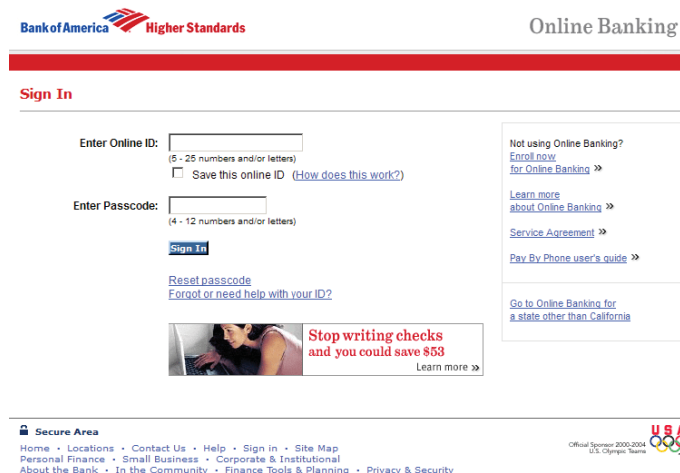 Bank of America Higher Standards
Online Banking
Sign In
Enter Online ID:
(5 - 25 numbers and/or letters)
Save this online ID (How does this work?)
Enter Passcode:
(4 - 12 numbers and/or letters)
Sign In
Reset passcode
Forgot or need help with your ID?
Stop writing checks
and you could save $53
Learn more »
Not using Online Banking?
Enroll now
for Online Banking »
Learn more
about Online Banking »
Service Agreement »
Pay By Phone user's guide »
Go to Online Banking for
a state other than California
Secure Area
Home • Locations • Contact Us • Help • Sign in • Site Map
Personal Finance • Small Business • Corporate & Institutional
About the Bank • In the Community • Finance Tools & Planning • Privacy & Security
Official Sponsor 2000-2004
U.S. Olympic Teams
USA